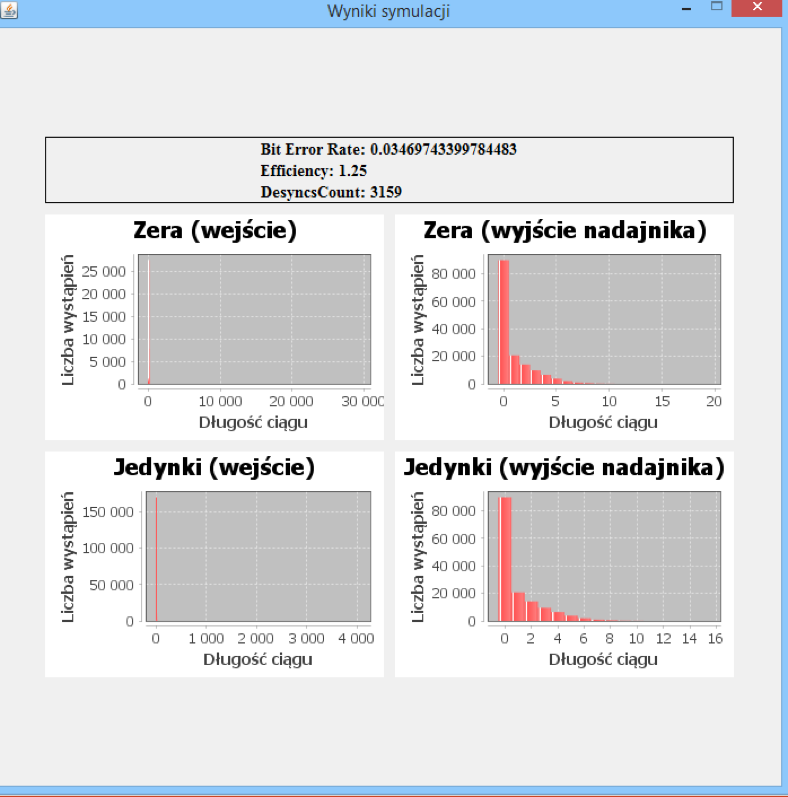 Wyniki symulacji
Bit Error Rate: 0.03469743399784483
Efficiency: 1.25
DesyncsCount: 3159
Zera (wejście)
Liczba wystąpień
25 000
20 000
15 000
10 000
5 000
0
0 10 000 20 000 30 000
Długość ciągu
Zera (wyjście nadajnika)
Liczba wystąpień
80 000
60 000
40 000
20 000
0
0 5 10 15 20
Długość ciągu
Jedynki (wejście)
Liczba wystąpień
150 000
100 000
50 000
0
0 1 000 2 000 3 000 4 000
Długość ciągu
Jedynki (wyjście nadajnika)
Liczba wystąpień
80 000
60 000
40 000
20 000
0
0 2 4 6 8 10 12 14 16
Długość ciągu